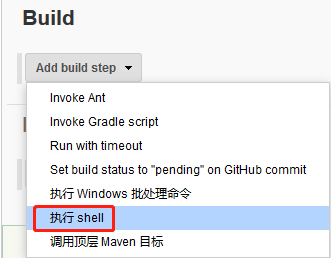 Build
Add build step
Invoke Ant
Invoke Gradle script
Run with timeout
Set build status to "pending" on GitHub commit
执行 Windows 批处理命令
执行 shell
调用顶层 Maven 目标